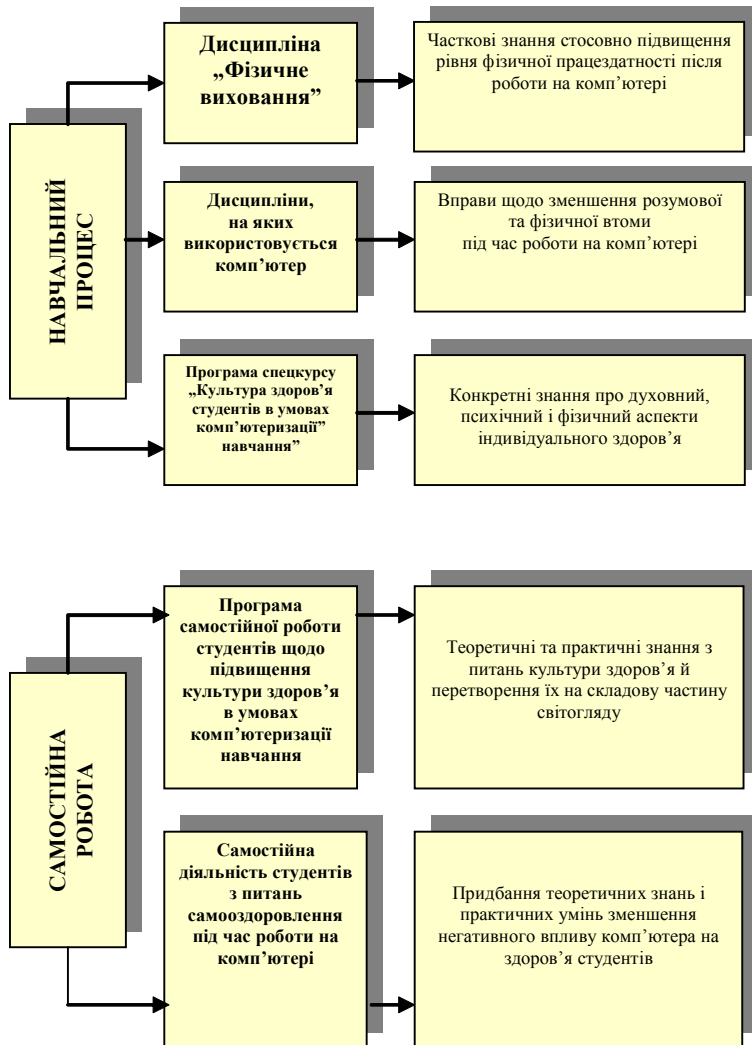 НАВЧАЛЬНИЙ
ПРОЦЕС
Дисципліна
„Фізичне
виховання”
Часткові знання стосовно підвищення
рівня фізичної працездатності після
роботи на комп’ютері
Дисципліни,
на яких
використовується
комп’ютер
Вправи щодо зменшення розумової
та фізичної втоми
під час роботи на комп’ютері
Програма спецкурсу
„Культура здоров’я
студентів в умовах
комп’ютеризації”
навчання”
Конкретні знання про духовний,
психічний і фізичний аспекти
індивідуального здоров’я
САМОСТІЙНА
РОБОТА
Програма
самостійної роботи
студентів щодо
підвищення
культури здоров’я
в умовах
комп’ютеризації
навчання
Теоретичні та практичні знання з
питань культури здоров’я й
перетворення їх на складову частину
світогляду
Самостійна
діяльність студентів
з питань
самооздоровлення
під час роботи на
комп’ютері
Придбання теоретичних знань і
практичних умінь зменшення
негативного впливу комп’ютера на
здоров’я студентів